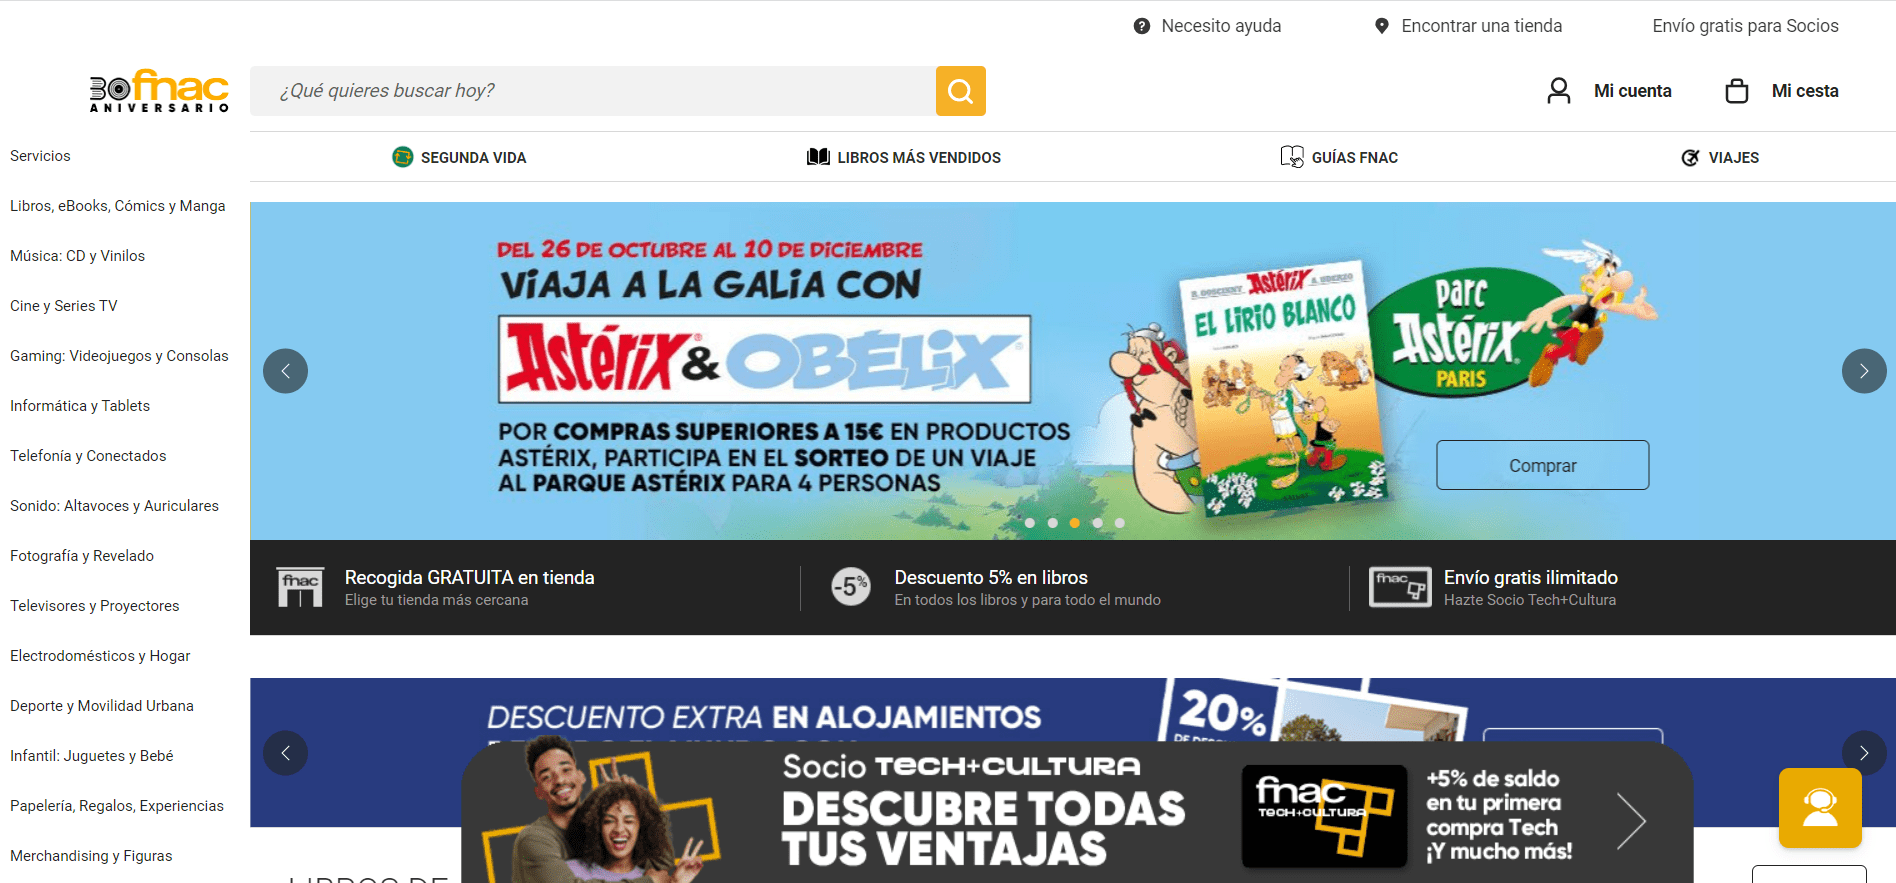 Necesito ayuda
Encontrar una tienda
Envío gratis para Socios
30 fnac
ANIVERSARIO
¿Qué quieres buscar hoy?
Mi cuenta
Mi cesta
SEGUNDA VIDA
LIBROS MÁS VENDIDOS
GUÍAS FNAC
VIAJES
Servicios
Libros, eBooks, Cómics y Manga
Música: CD y Vinilos
Cine y Series TV
Gaming: Videojuegos y Consolas
Informática y Tablets
Telefonía y Conectados
Sonido: Altavoces y Auriculares
Fotografía y Revelado
Televisores y Proyectores
Electrodomésticos y Hogar
Deporte y Movilidad Urbana
Infantil: Juguetes y Bebé
Papelería, Regalos, Experiencias
Merchandising y Figuras
DEL 26 DE OCTUBRE AL 10 DE DICIEMBRE
VIAJA A LA GALIA CON
Astérix® & OBÉLIX®
POR COMPRAS SUPERIORES A 15€ EN PRODUCTOS
ASTÉRIX, PARTICIPA EN EL SORTEO DE UN VIAJE
AL PARQUE ASTÉRIX PARA 4 PERSONAS
R. GOSCINNY Astérix A. UDERZO
EL LIRIO BLANCO
Parc
Astérix
PARIS
Comprar
fnac
Recogida GRATUITA en tienda
Elige tu tienda más cercana
-5%
Descuento 5% en libros
En todos los libros y para todo el mundo
fnac
Envío gratis ilimitado
Hazte Socio Tech+Cultura
DESCUENTO EXTRA EN ALOJAMIENTOS
20%
Socio TECH+CULTURA
DESCUBRE TODAS
TUS VENTAJAS
fnac
TECH+CULTURA
+5% de saldo
en tu primera
compra Tech
¡Y mucho más!
LIBROS DE